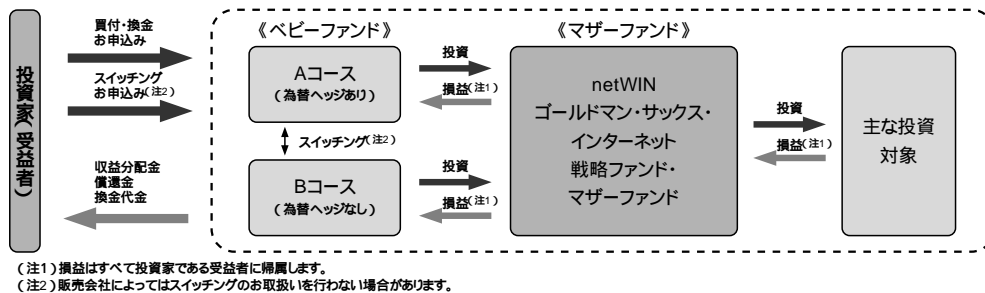 投資家(受益者)
買付・換金
お申込み
スイッチング
お申込み(注2)
収益分配金
償還金
換金代金
《ベビーファンド》
Aコース
(為替ヘッジあり)
スイッチング(注2)
Bコース
(為替ヘッジなし)
投資
損益(注1)
投資
損益(注1)
《マザーファンド》
netWIN
ゴールドマン・サックス・
インターネット
戦略ファンド・
マザーファンド
投資
損益(注1)
主な投資
対象
(注1)損益はすべて投資家である受益者に帰属します。
(注2)販売会社によってはスイッチングのお取扱いを行わない場合があります。